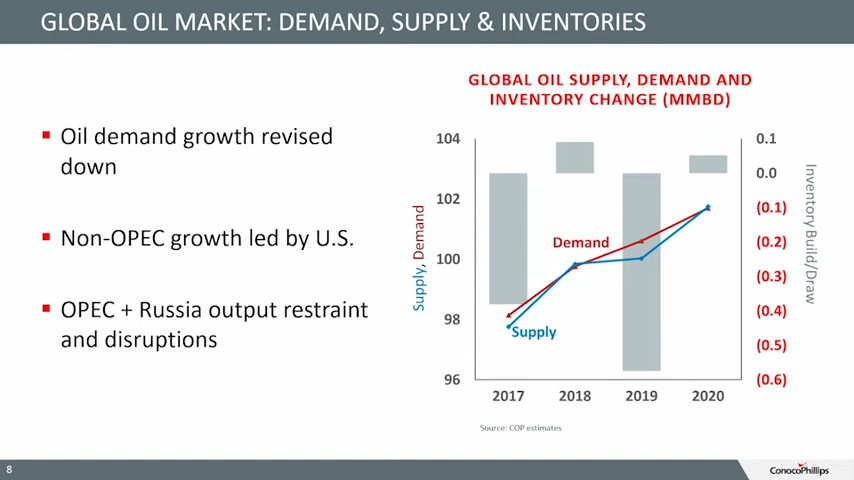 GLOBAL OIL MARKET: DEMAND, SUPPLY & INVENTORIES
▪ Oil demand growth revised
down
▪ Non-OPEC growth led by U.S.
▪ OPEC + Russia output restraint
and disruptions
GLOBAL OIL SUPPLY, DEMAND AND
INVENTORY CHANGE (MMBD)
104
102
100
98
96
Supply, Demand
Demand
Supply
0.1
0.0
(0.1)
(0.2)
(0.3)
(0.4)
(0.5)
(0.6)
Inventory Build/Draw
2017 2018 2019 2020
Source: COP estimates
8
ConocoPhillips